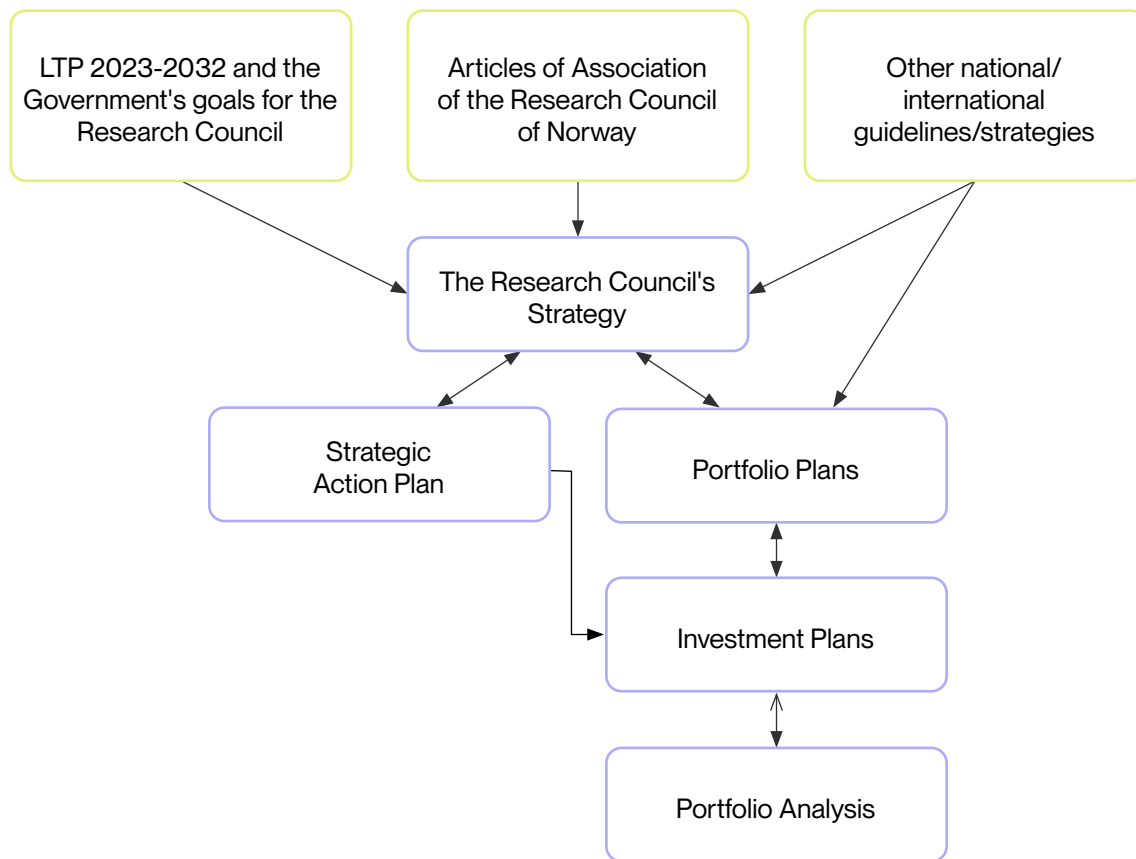 LTP 2023-2032 and the
Government's goals for the
Research Council
Articles of Association
of the Research Council
of Norway
Other national/
international
guidelines/strategies
The Research Council's
Strategy
Strategic
Action Plan
Portfolio Plans
Investment Plans
Portfolio Analysis